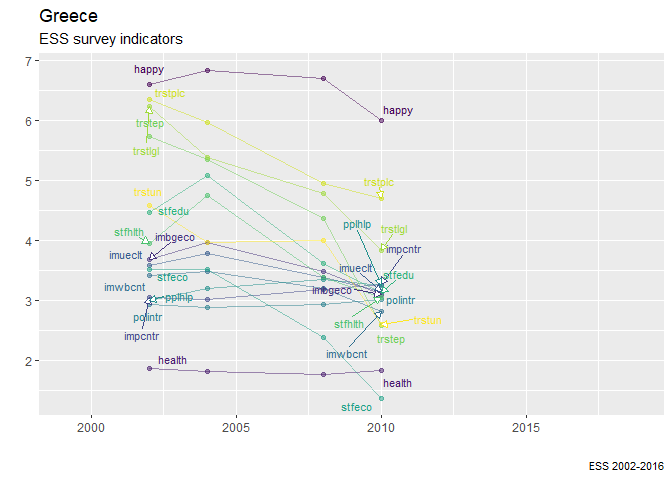 Greece
ESS survey indicators
7
happy
trstplc
6
happy
trstep
trstlgl
5
trstplc
trstun
stfedu
pplhlp
trstlgl
stfhlth
imbgeco
4
impcntr
imueclt
imueclt
stfedu
stfeco
imwbcnt
imbgeco
pplhlp
polintr
3
polintr
stfhlth
trstun
impcntr
trstep
imwbcnt
2
health
health
stfeco
2000
2005
2010
2015
ESS 2002-2016